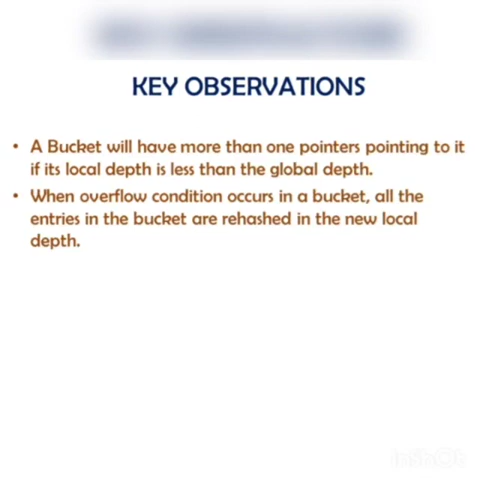 KEY OBSERVATIONS
• A Bucket will have more than one pointers pointing to it
if its local depth is less than the global depth.
• When overflow condition occurs in a bucket, all the
entries in the bucket are rehashed in the new local
depth.